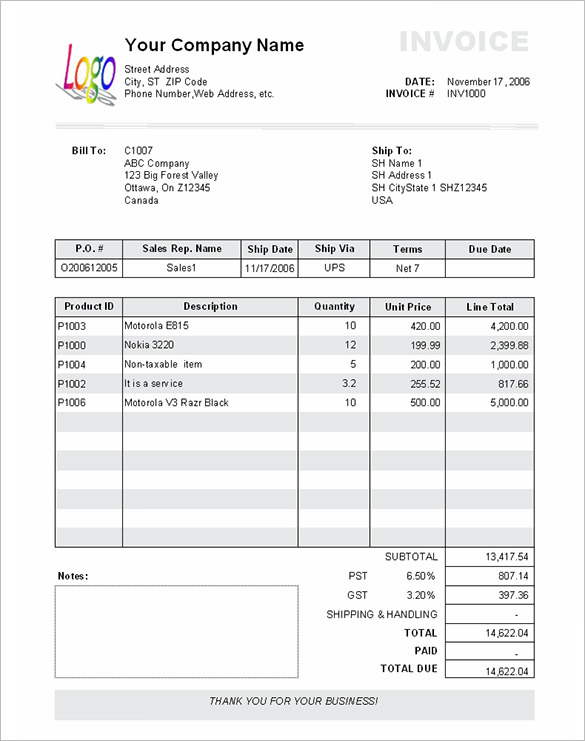 Logo
Your Company Name
Street Address
City, ST ZIP Code
Phone Number,Web Address, etc.
INVOICE
DATE: November 17, 2006
INVOICE # INV1000
Bill To: C1007
ABC Company
123 Big Forest Valley
Ottawa, On Z12345
Canada
Ship To:
SH Name 1
SH Address 1
SH CityState 1 SHZ12345
USA
P.O. # Sales Rep. Name Ship Date Ship Via Terms Due Date
O200612005 Sales1 11/17/2006 UPS Net 7
Product ID Description Quantity Unit Price Line Total
P1003 Motorola E815 10 420.00 4,200.00
P1000 Nokia 3220 12 199.99 2,399.88
P1004 Non-taxable item 5 200.00 1,000.00
P1002 It is a service 3.2 255.52 817.66
P1006 Motorola V3 Razr Black 10 500.00 5,000.00
SUBTOTAL 13,417.54
PST 6.50% 807.14
GST 3.20% 397.36
SHIPPING & HANDLING -
TOTAL 14,622.04
PAID -
TOTAL DUE 14,622.04
Notes:
THANK YOU FOR YOUR BUSINESS!